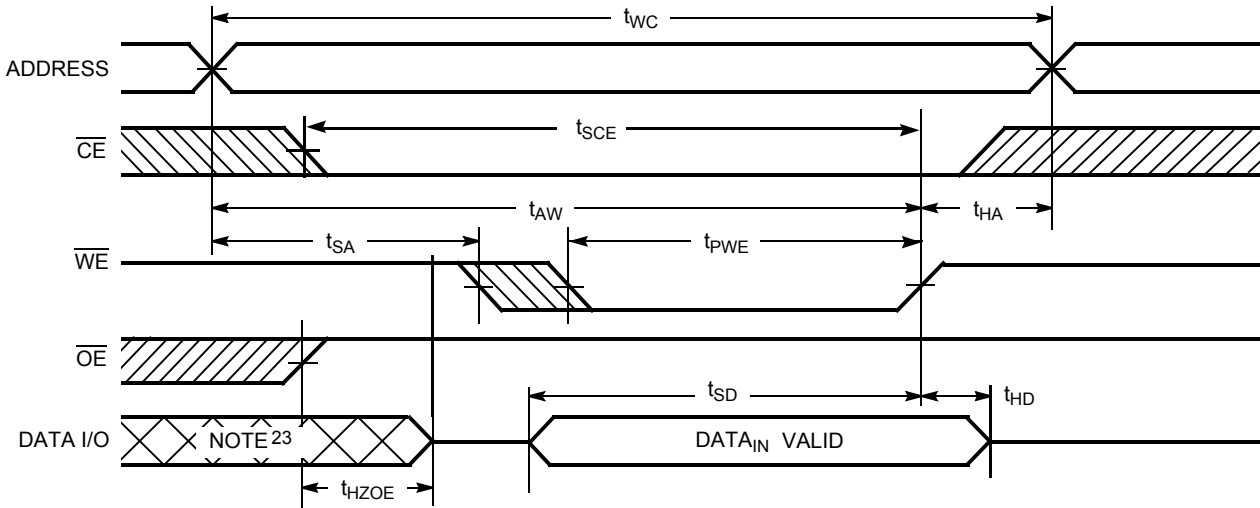 tWC
ADDRESS
tSCE
CE
tAW
tHA
tSA
tPWE
WE
OE
tSD
tHD
DATA I/O
NOTE 23
DATAIN VALID
tHZOE